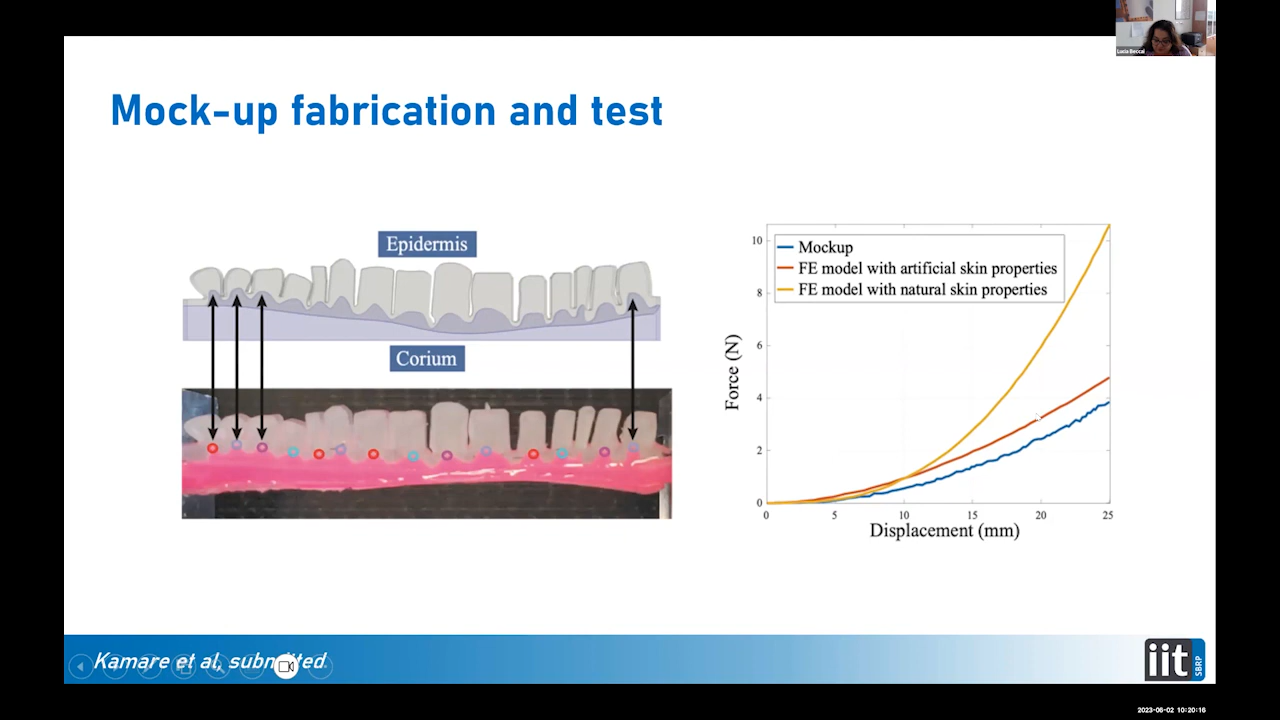 Lucia Beccai
Mock-up fabrication and test
Epidermis
Corium
Mockup
FE model with artificial skin properties
FE model with natural skin properties
Force (N)
10
8
6
4
2
0
0 5 10 15 20 25
Displacement (mm)
Kamare et al, submitted
iit
SBRP
2023-06-02 10:20:16